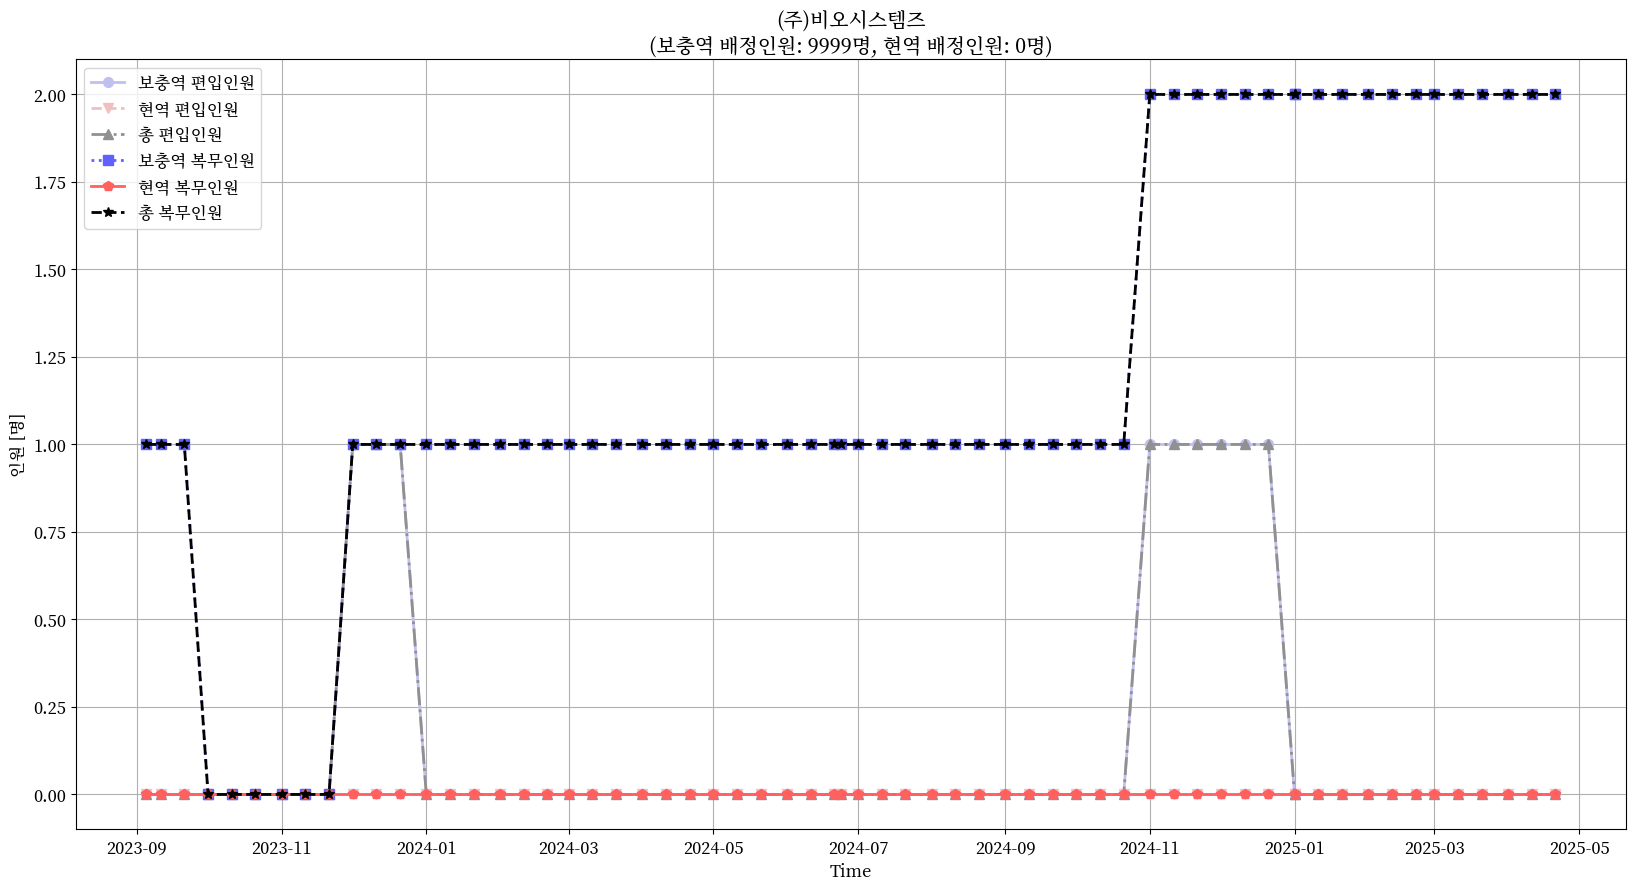 (주)비오시스템즈
(보충역 배정인원: 9999명, 현역 배정인원: 0명)
보충역 편입인원
현역 편입인원
총 편입인원
보충역 복무인원
현역 복무인원
총 복무인원
인원 [명]
2.00
1.75
1.50
1.25
1.00
0.75
0.50
0.25
0.00
2023-09 2023-11 2024-01 2024-03 2024-05 2024-07 2024-09 2024-11 2025-01 2025-03 2025-05
Time